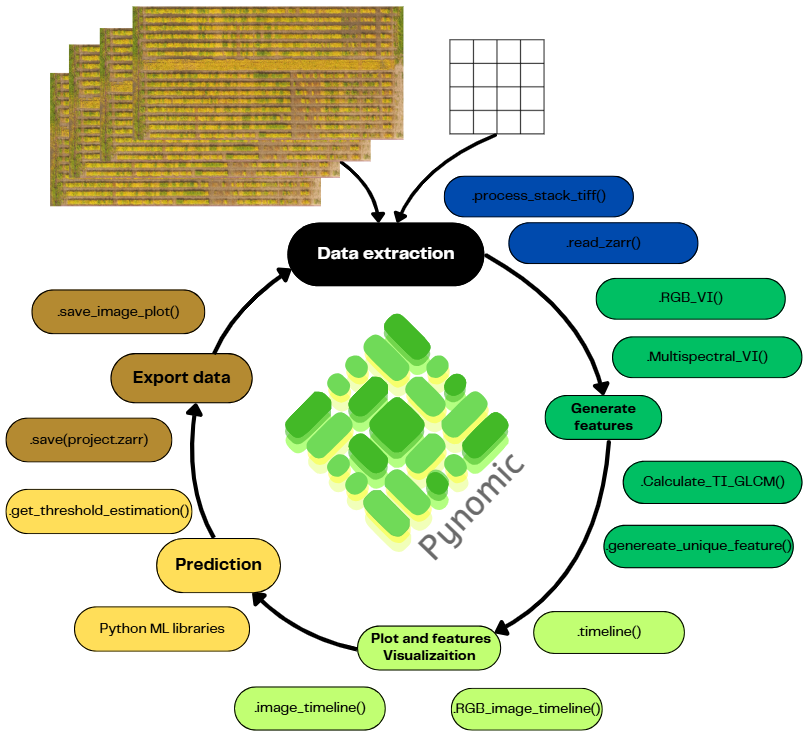 .process_stack_tiff()
.read_zarr()
Data extraction
.RGB_VI()
.save_image_plot()
.Multispectral_VI()
Export data
Generate
features
.save(project.zarr)
.Calculate_TI_GLCM()
.get_threshold_estimation()
Pynomic
.genereate_unique_feature()
Prediction
Python ML libraries
.timeline()
Plot and features
Visualizaition
.image_timeline()
.RGB_image_timeline()